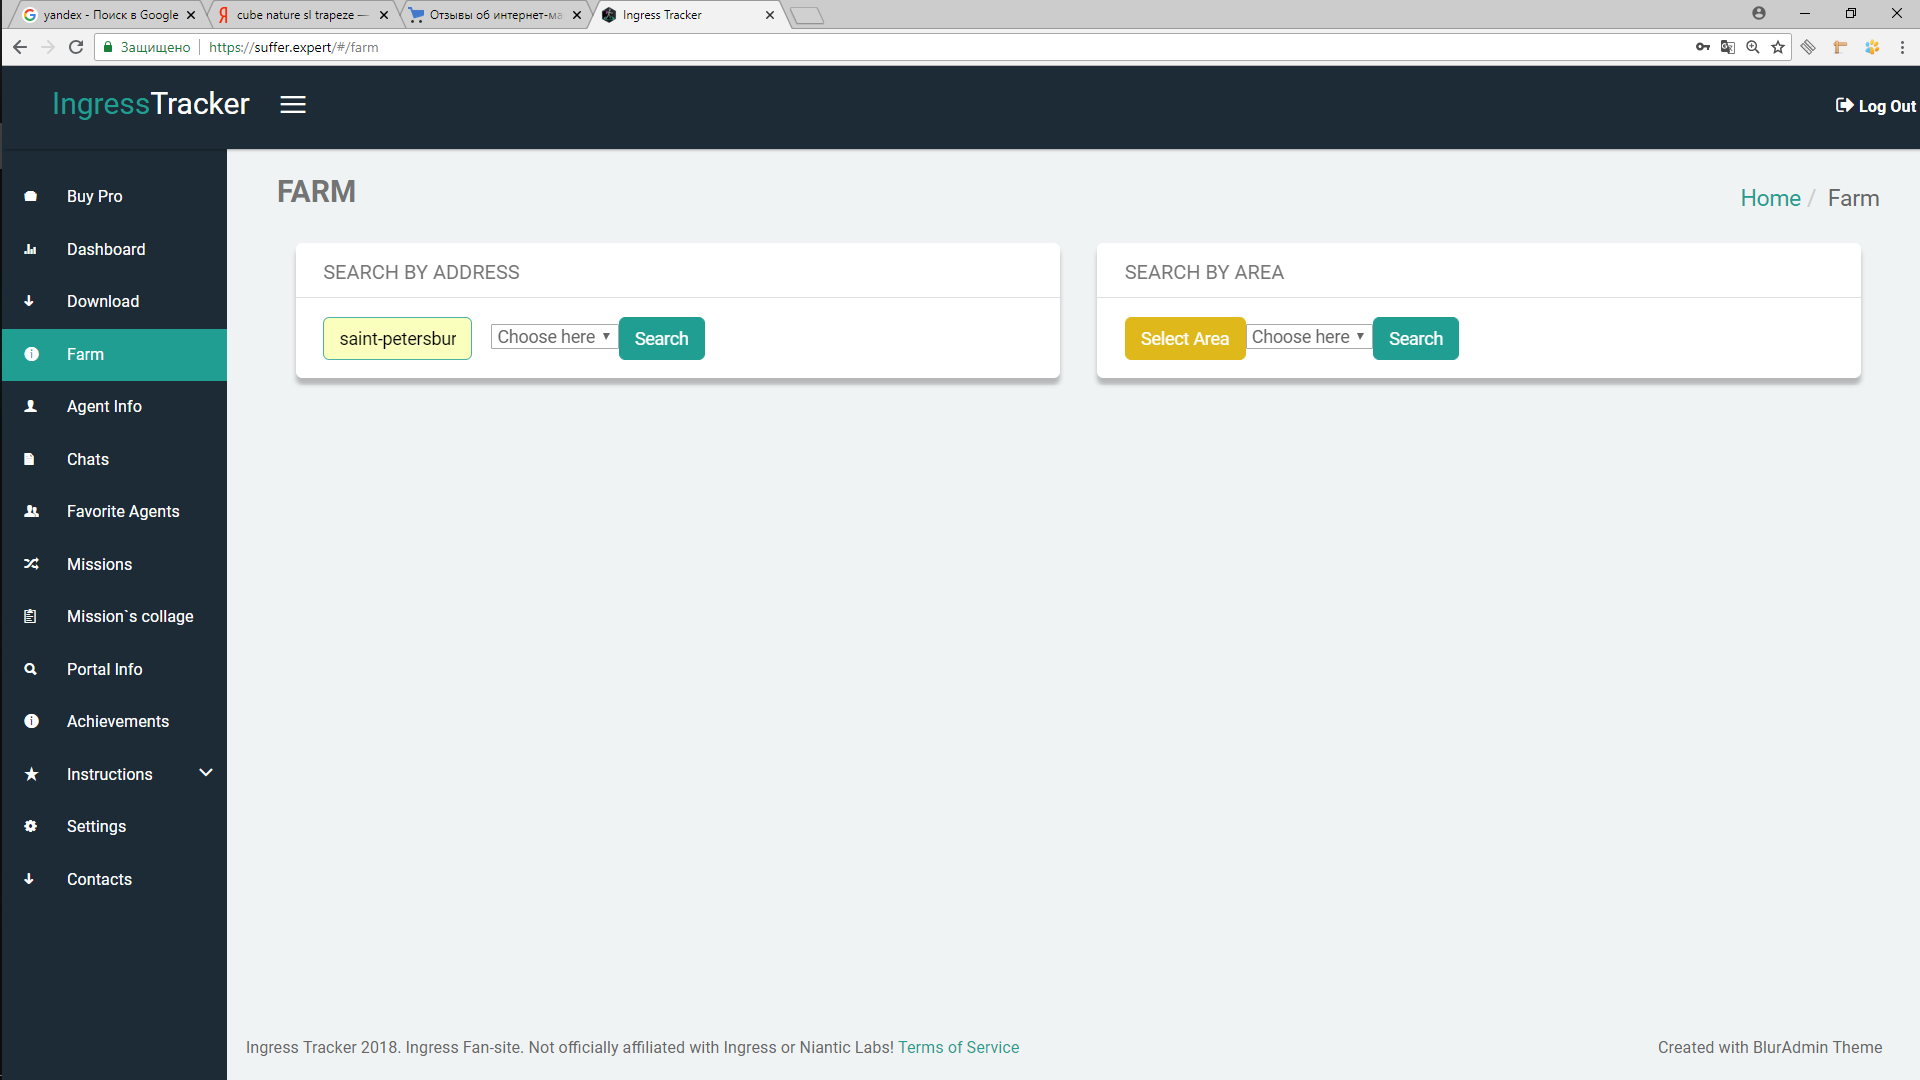 yandex - Поиск в Google
cube nature sl trapeze —
Отзывы об интернет-ма
Ingress Tracker
Защищено
https://suffer.expert/#/farm
IngressTracker
Log Out
Buy Pro
Dashboard
Download
Farm
Agent Info
Chats
Favorite Agents
Missions
Mission`s collage
Portal Info
Achievements
Instructions
Settings
Contacts
FARM
Home / Farm
SEARCH BY ADDRESS
saint-petersbur
Choose here
Search
SEARCH BY AREA
Select Area
Choose here
Search
Ingress Tracker 2018. Ingress Fan-site. Not officially affiliated with Ingress or Niantic Labs! Terms of Service
Created with BlurAdmin Theme